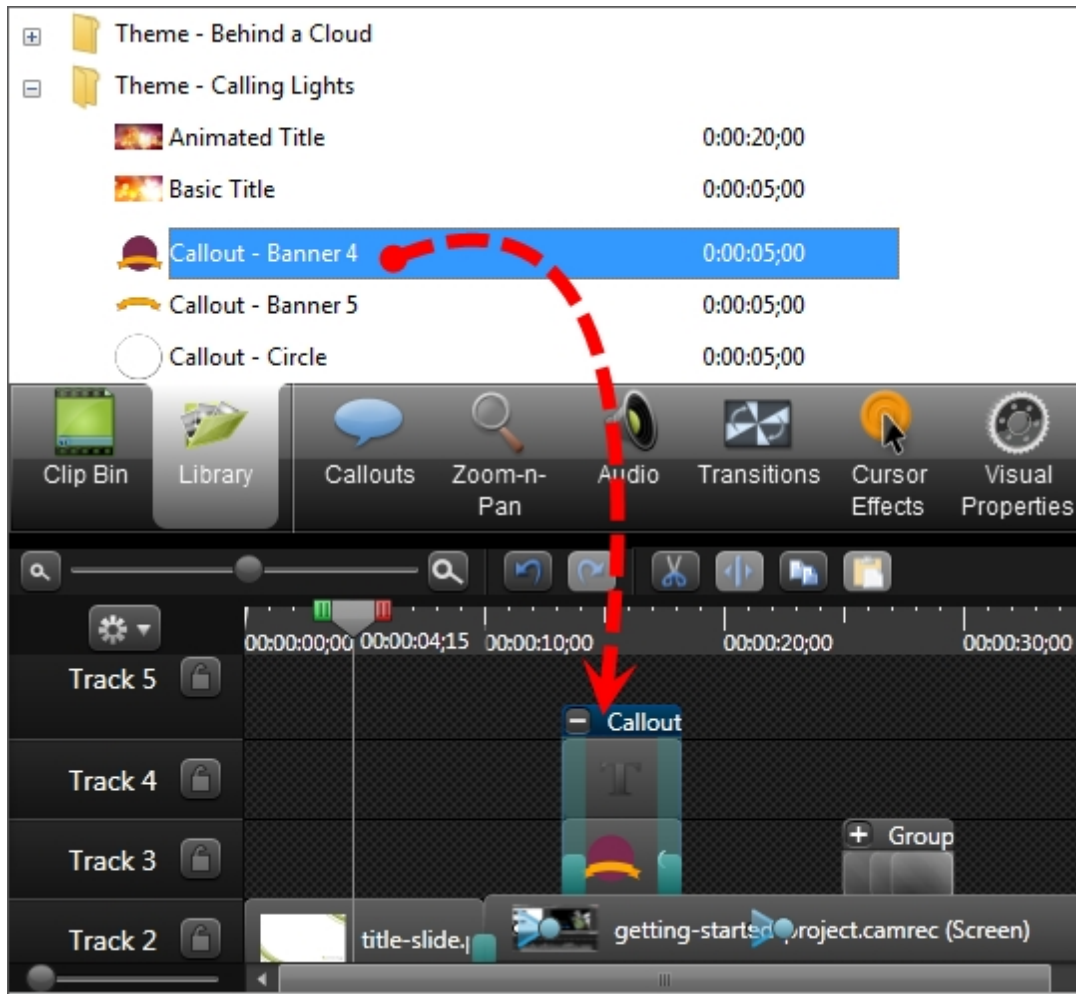 Theme - Behind a Cloud
Theme - Calling Lights
Animated Title 0:00:20;00
Basic Title 0:00:05;00
Callout - Banner 4 0:00:05;00
Callout - Banner 5 0:00:05;00
Callout - Circle 0:00:05;00
Clip Bin Library Callouts Zoom-n- Audio Transitions Cursor Visual
Pan Effects Properties
00:00:00;00 00:00:04;15 00:00:10;00 00:00:20;00 00:00:30;00
Track 5
Callout
Track 4 T
Track 3 Group
Track 2 title-slide.p getting-started-project.camrec (Screen)